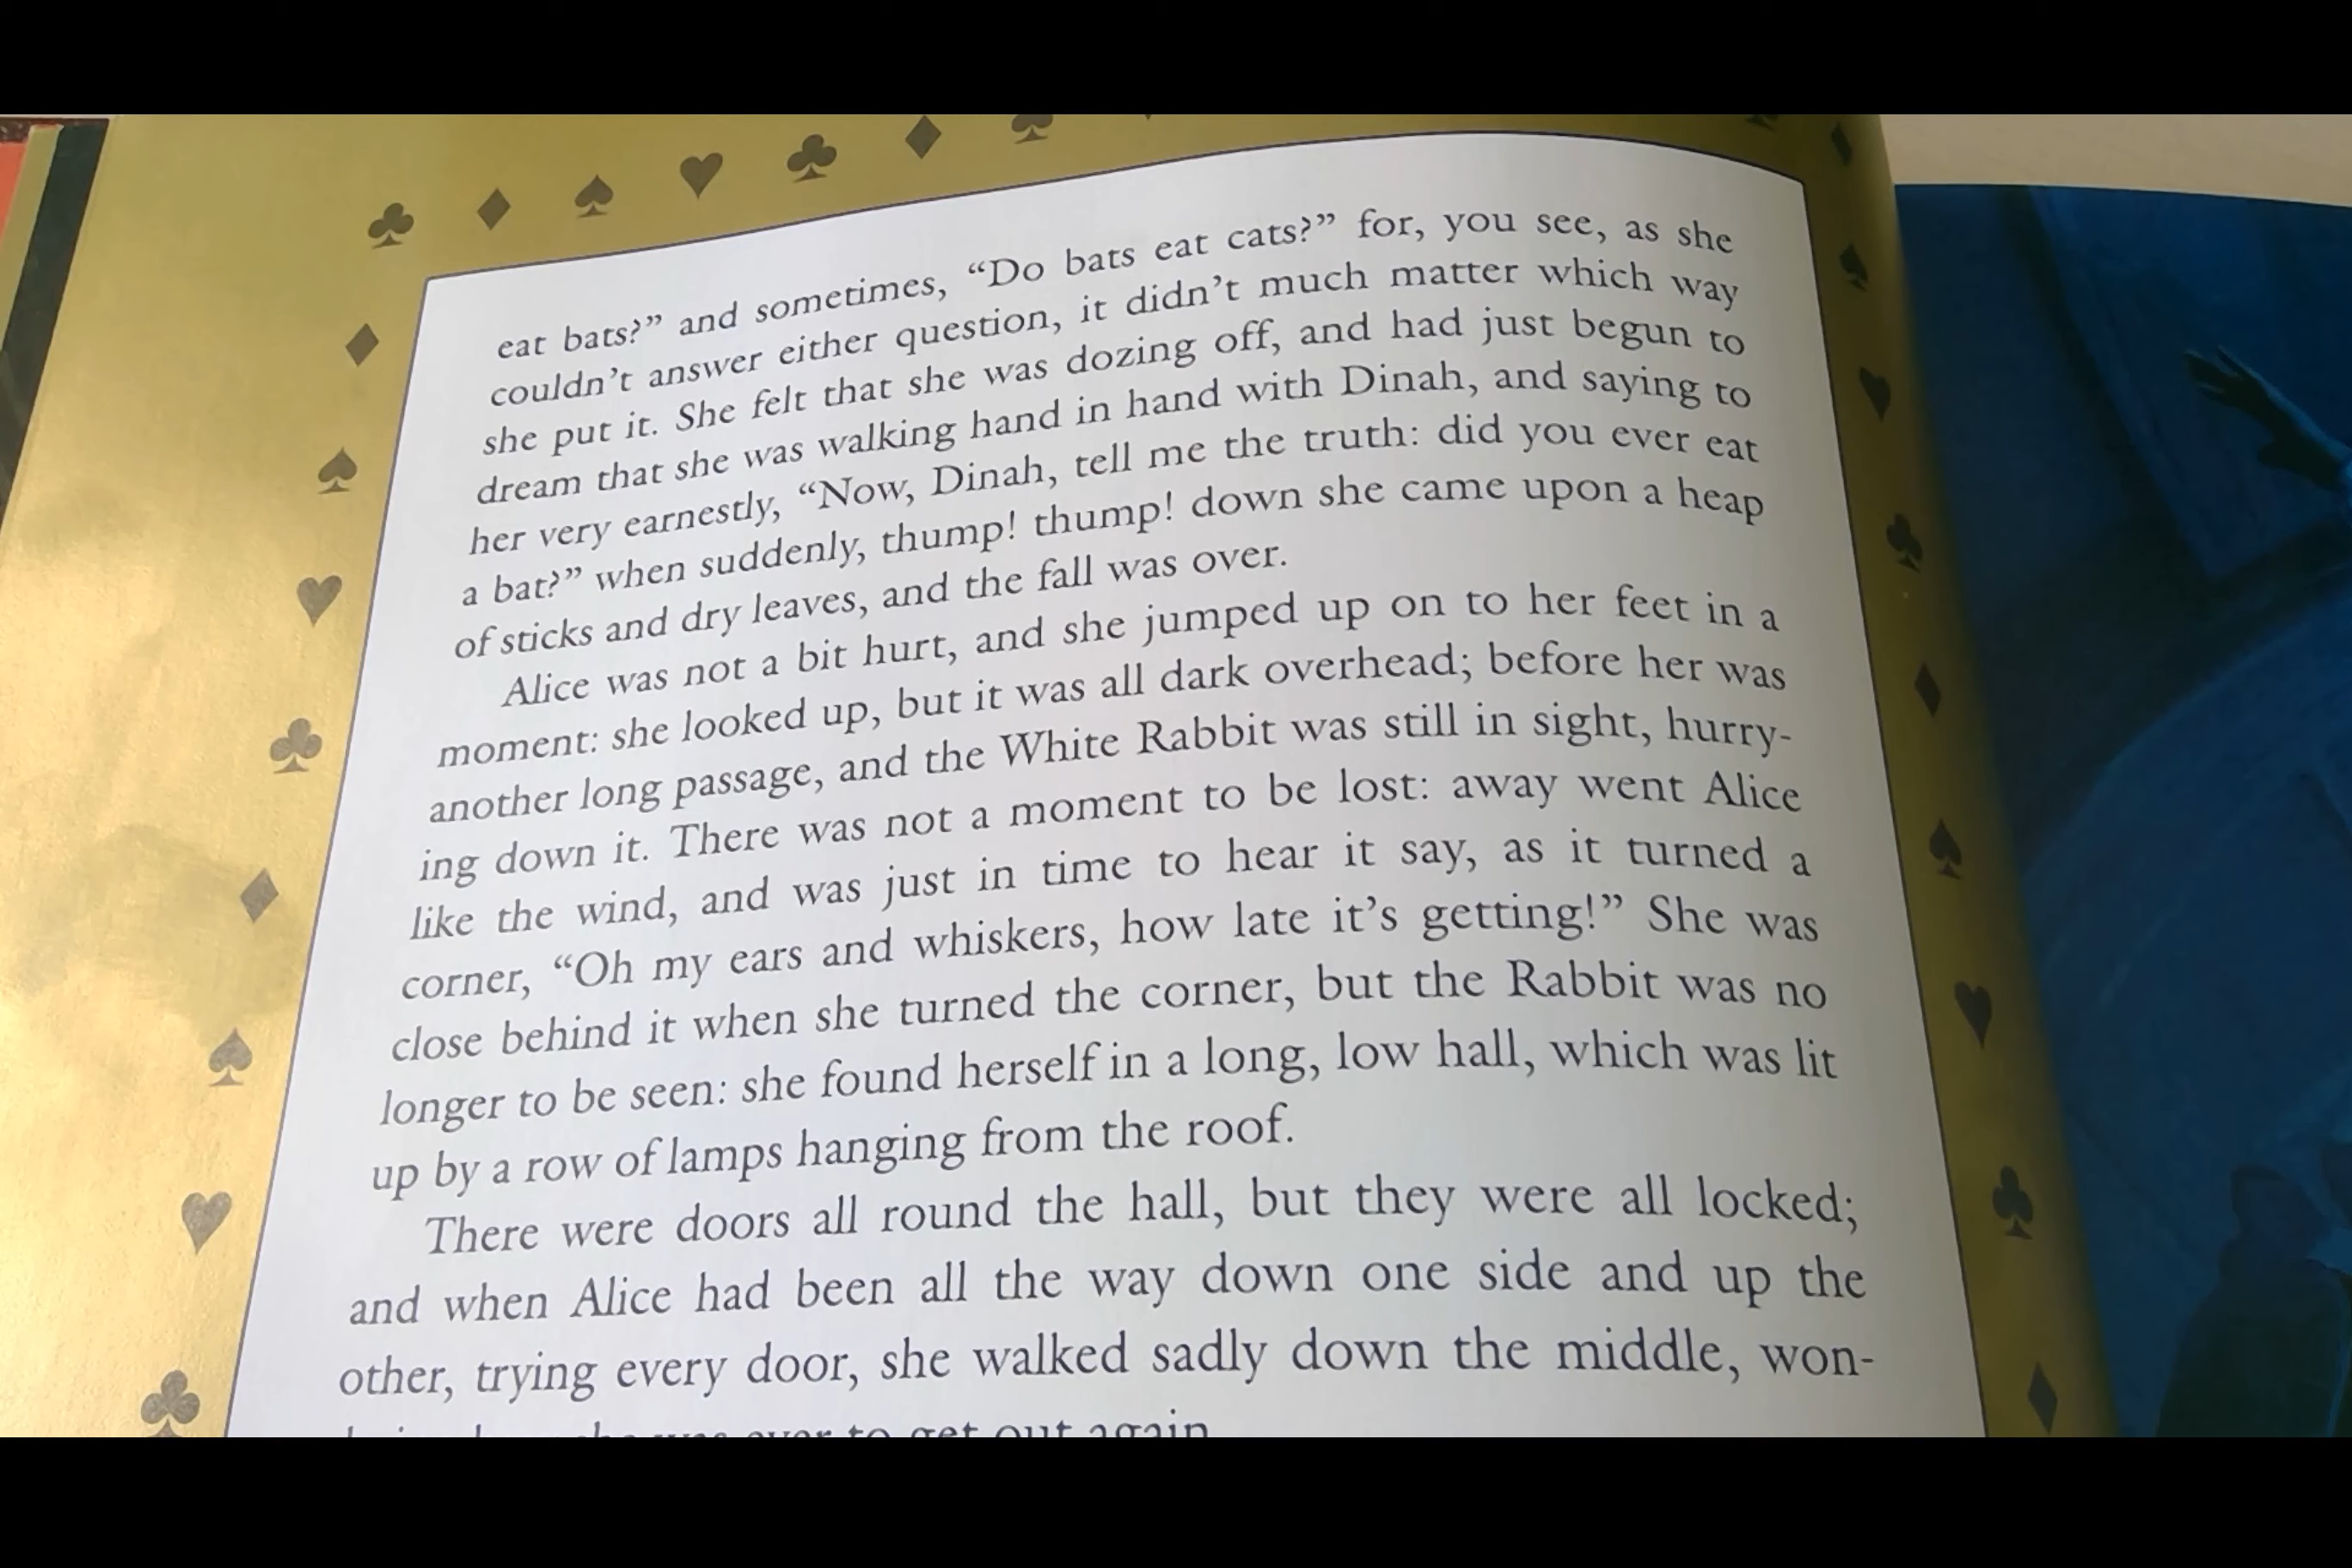 eat bats?” and sometimes, “Do bats eat cats?” for, you see, as she
couldn’t answer either question, it didn’t much matter which way
she put it. She felt that she was dozing off, and had just begun to
dream that she was walking hand in hand with Dinah, and saying to
her very earnestly, “Now, Dinah, tell me the truth: did you ever eat
a bat?” when suddenly, thump! thump! down she came upon a heap
of sticks and dry leaves, and the fall was over.
Alice was not a bit hurt, and she jumped up on to her feet in a
moment: she looked up, but it was all dark overhead; before her was
another long passage, and the White Rabbit was still in sight, hurry-
ing down it. There was not a moment to be lost: away went Alice
like the wind, and was just in time to hear it say, as it turned a
corner, “Oh my ears and whiskers, how late it’s getting!” She was
close behind it when she turned the corner, but the Rabbit was no
longer to be seen: she found herself in a long, low hall, which was lit
up by a row of lamps hanging from the roof.
There were doors all round the hall, but they were all locked;
and when Alice had been all the way down one side and up the
other, trying every door, she walked sadly down the middle, won-
she was ever to get out again